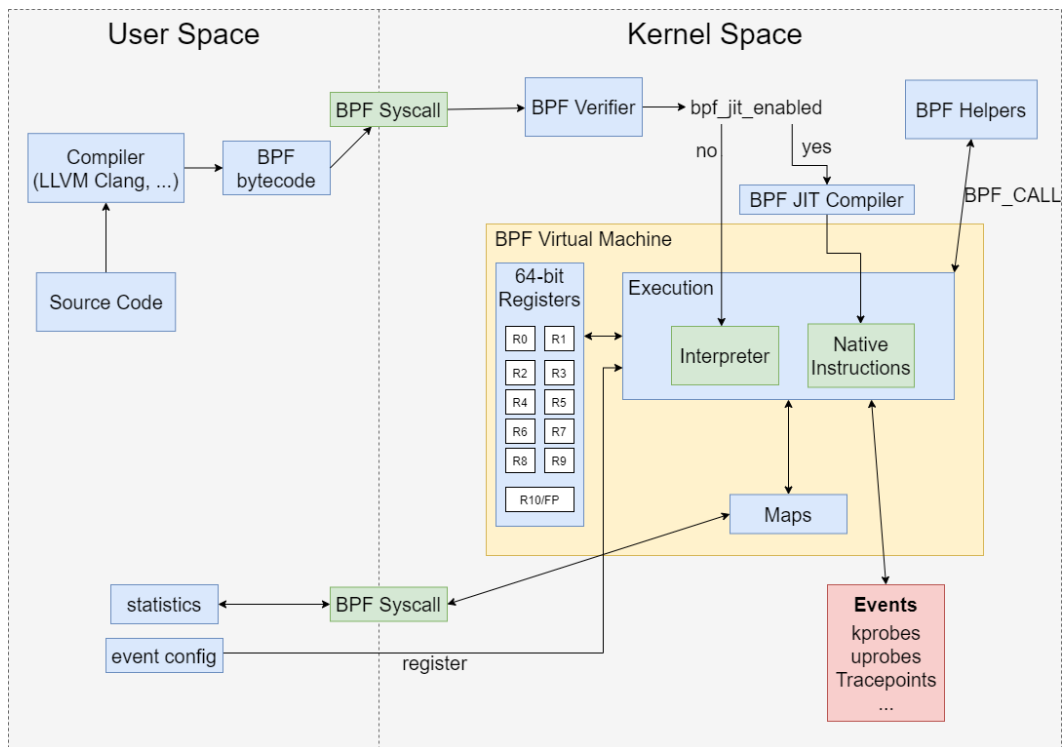 User Space
Kernel Space
BPF Syscall
BPF Verifier
bpf_jit_enabled
BPF Helpers
no
yes
Compiler
(LLVM Clang, ...)
BPF
bytecode
BPF JIT Compiler
BPF_CALL
BPF Virtual Machine
64-bit
Registers
Execution
Source Code
R0
R1
Interpreter
Native
Instructions
R2
R3
R4
R5
R6
R7
R8
R9
R10/FP
Maps
statistics
BPF Syscall
event config
register
Events
kprobes
uprobes
Tracepoints
...